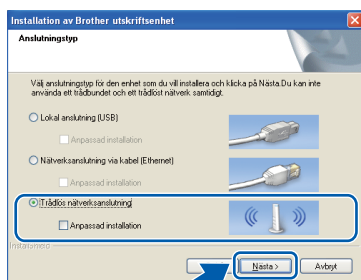 Installation av Brother utskriftsenhet
Anslutningstyp
Välj anslutningstyp för den enhet som du vill installera och klicka på Nästa.Du kan inte
använda ett trådbundet och ett trådlöst nätverk samtidigt.
Lokal anslutning (USB)
Anpassad installation
Nätverksanslutning via kabel (Ethernet)
Anpassad installation
Trådlös nätverksanslutning
Anpassad installation
InstallShield
Nästa >
Avbryt